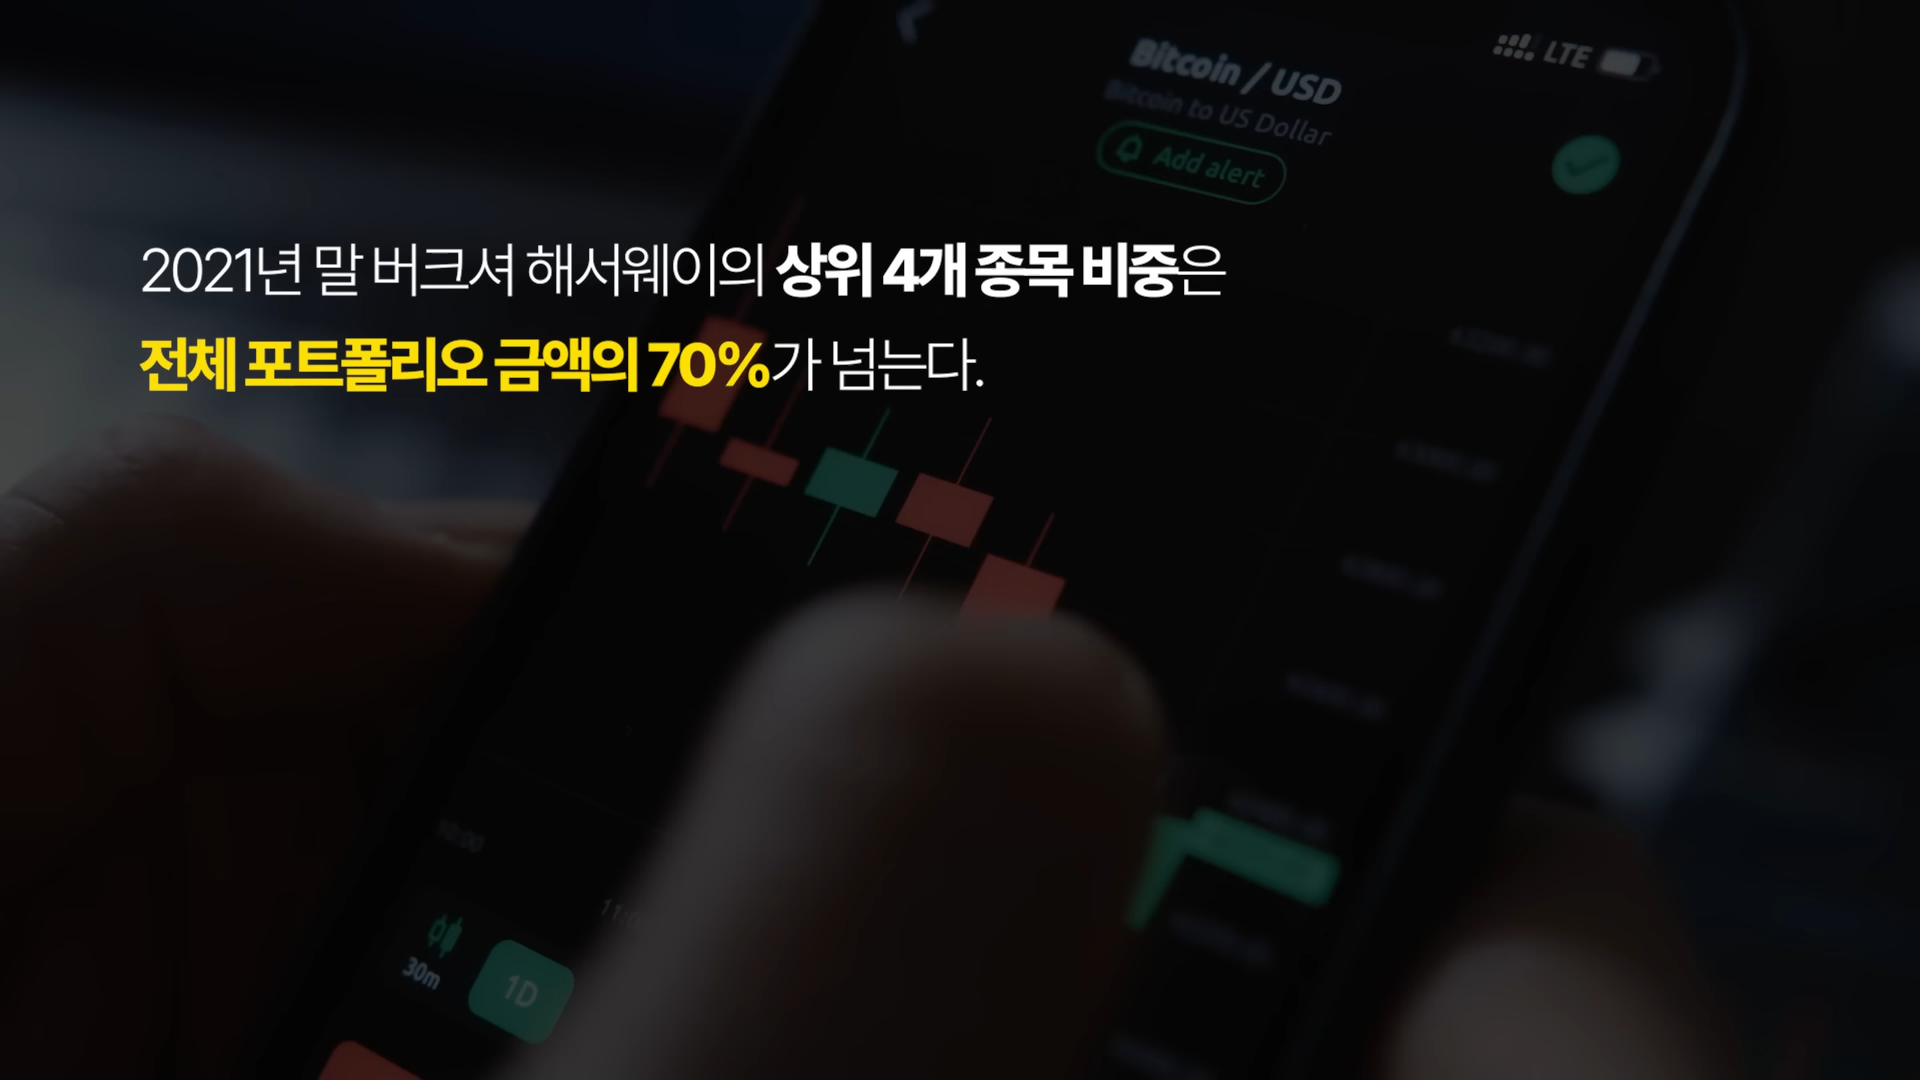 Bitcoin / USD
LTE
Bitcoin to US Dollar
Add alert
2021년 말 버크셔 해서웨이의 상위 4개 종목 비중은
전체 포트폴리오 금액의 70%가 넘는다.
30m
1D